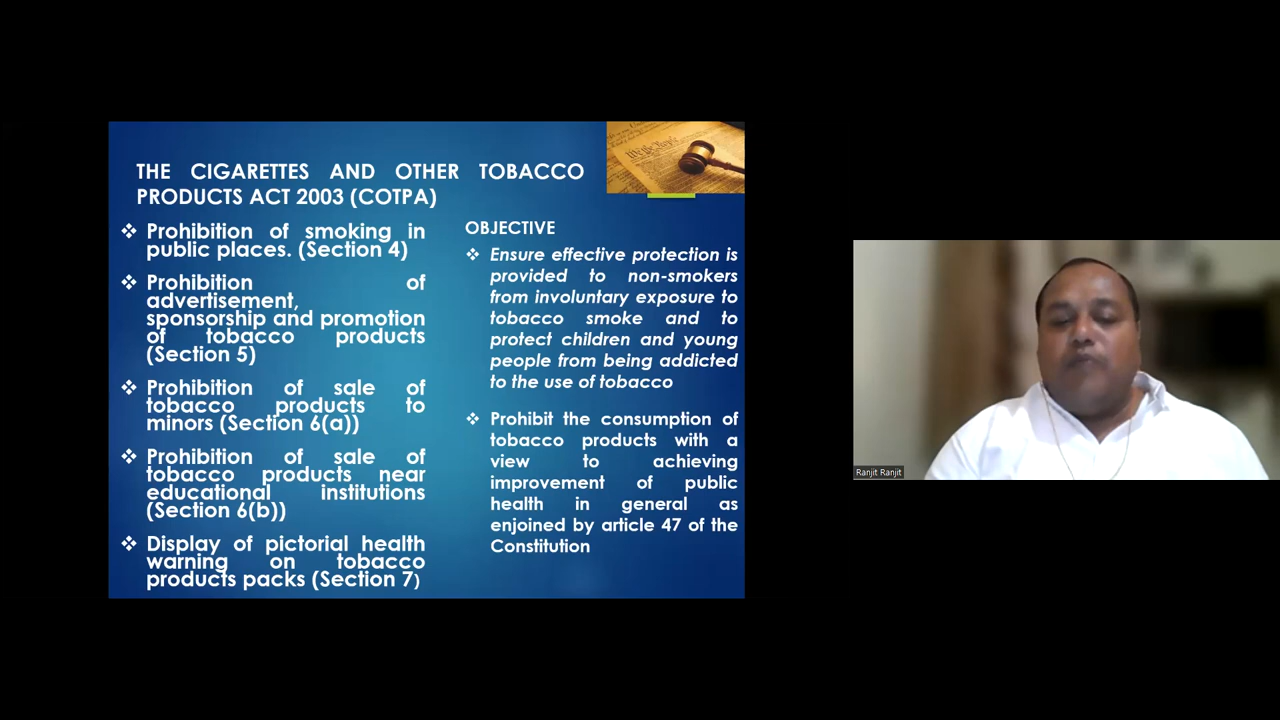 We the People
THE CIGARETTES AND OTHER TOBACCO
PRODUCTS ACT 2003 (COTPA)
❖ Prohibition of smoking in
public places. (Section 4)
❖ Prohibition of
advertisement,
sponsorship and promotion
of tobacco products
(Section 5)
❖ Prohibition of sale of
tobacco products to
minors (Section 6(a))
❖ Prohibition of sale of
tobacco products near
educational institutions
(Section 6(b))
❖ Display of pictorial health
warning on tobacco
products packs (Section 7)
OBJECTIVE
❖ Ensure effective protection is
provided to non-smokers
from involuntary exposure to
tobacco smoke and to
protect children and young
people from being addicted
to the use of tobacco
❖ Prohibit the consumption of
tobacco products with a
view to achieving
improvement of public
health in general as
enjoined by article 47 of the
Constitution
Ranjit Ranjit